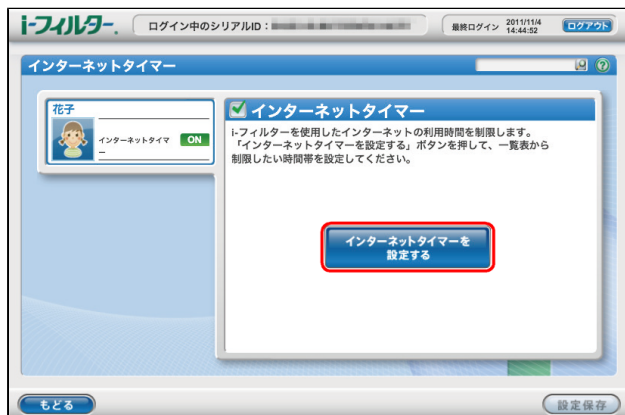 i-フィルター.
ログイン中のシリアルID：
最終ログイン 2011/11/4 14:44:52
ログアウト
インターネットタイマー
?
花子
インターネットタイマ
ー
ON
インターネットタイマー
i-フィルターを使用したインターネットの利用時間を制限します。
「インターネットタイマーを設定する」ボタンを押して、一覧表から
制限したい時間帯を設定してください。
インターネットタイマーを
設定する
もどる
設定保存